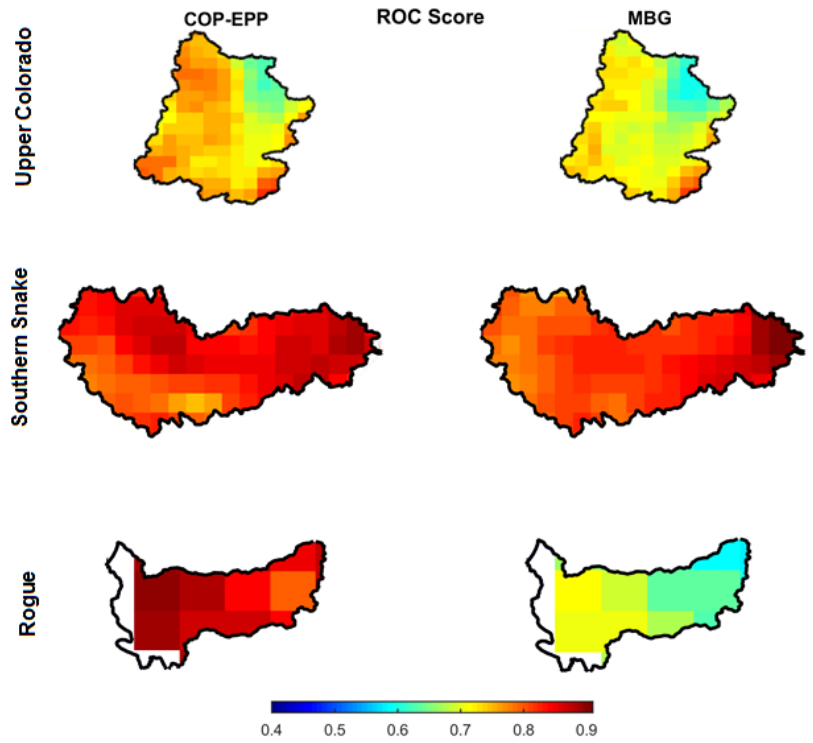 COP-EPP ROC Score MBG
Upper Colorado
Southern Snake
Rogue
0.4 0.5 0.6 0.7 0.8 0.9